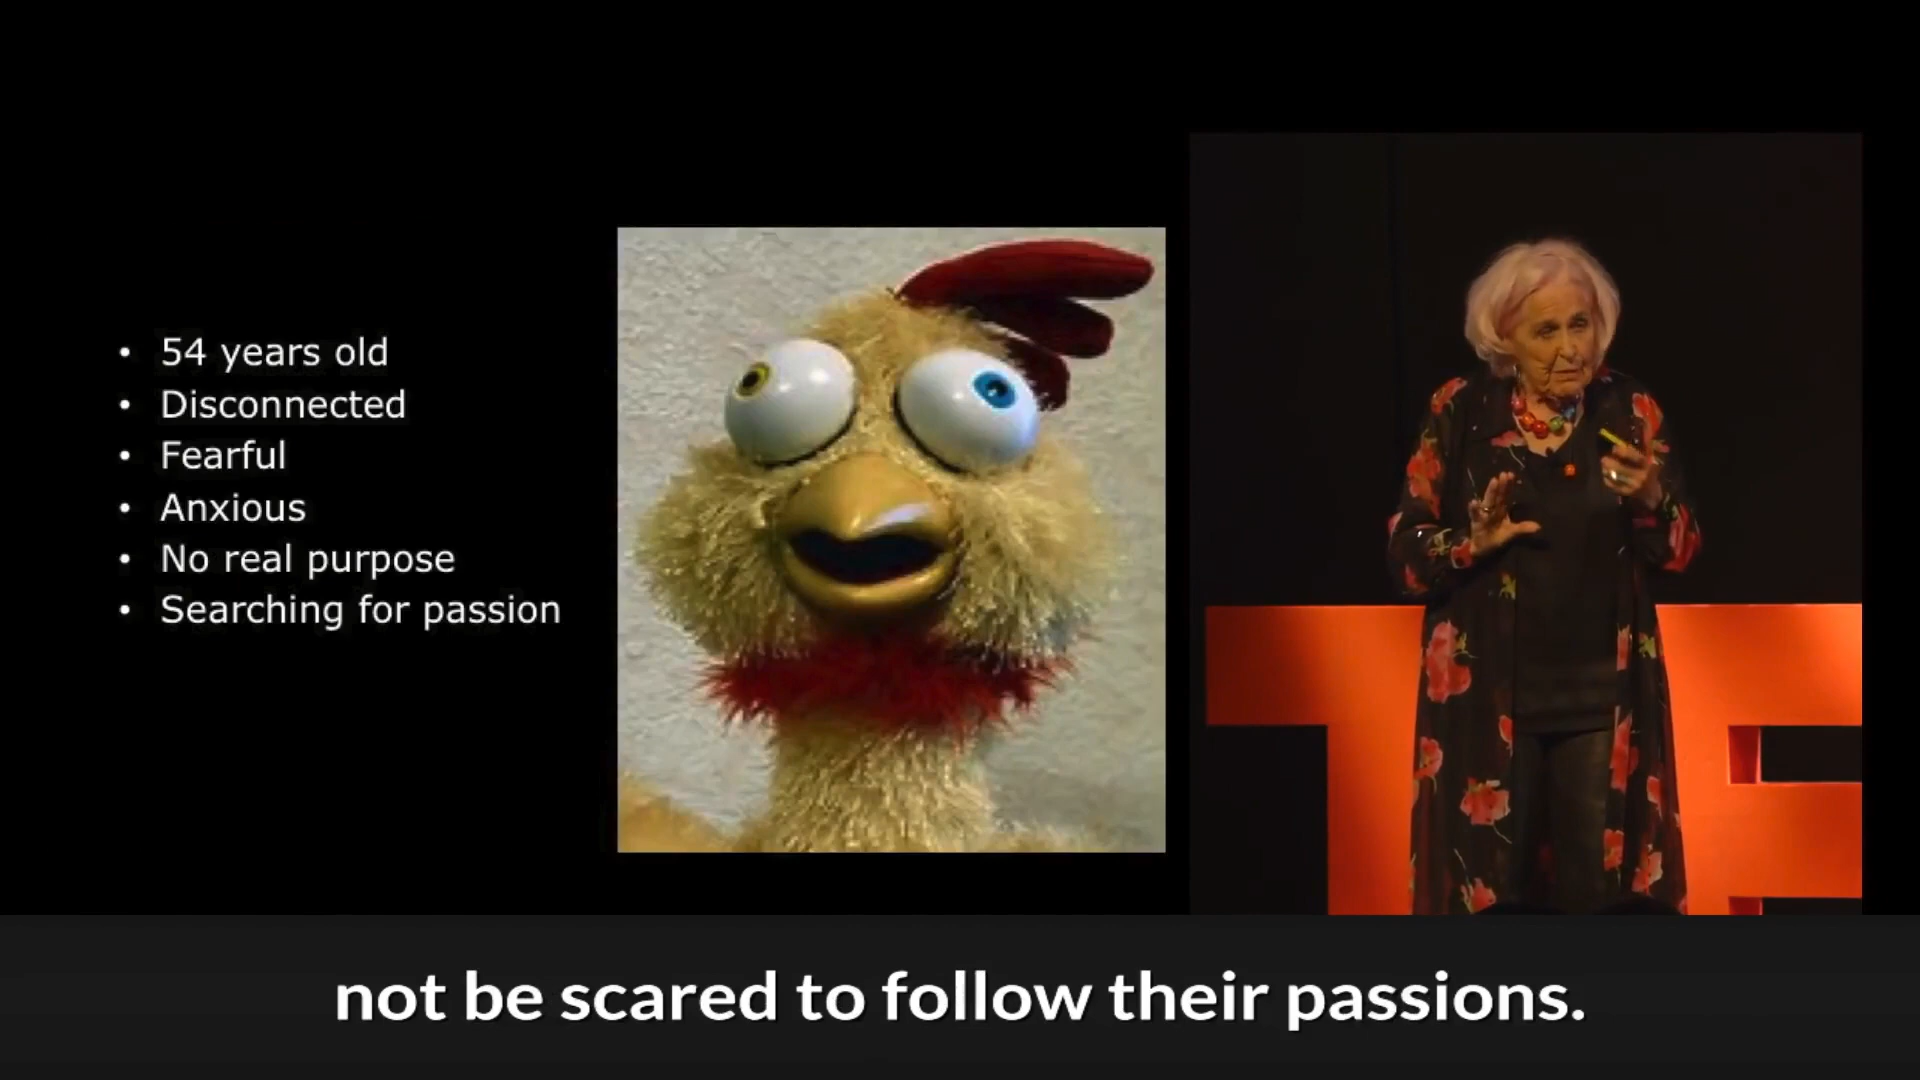 • 54 years old
• Disconnected
• Fearful
• Anxious
• No real purpose
• Searching for passion
TE
not be scared to follow their passions.